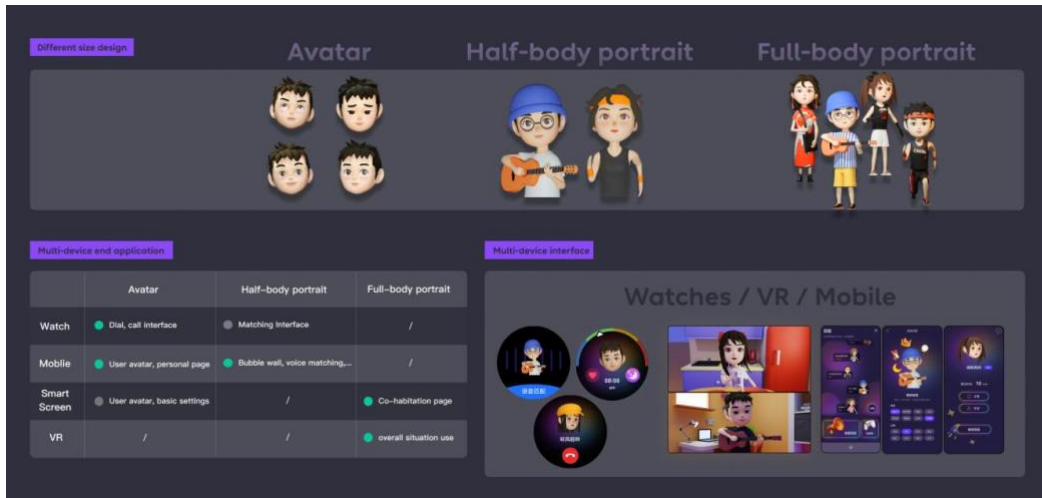 Different size design
Avatar
Half-body portrait
Full-body portrait
Multi-device end application
Avatar
Half-body portrait
Full-body portrait
Watch
Dial, call interface
Matching Interface
/
Moblie
User avatar, personal page
Bubble wall, voice matching,...
/
Smart
Screen
User avatar, basic settings
/
Co-habitation page
VR
/
/
overall situation use
Multi-device interface
Watches / VR / Mobile
00:00